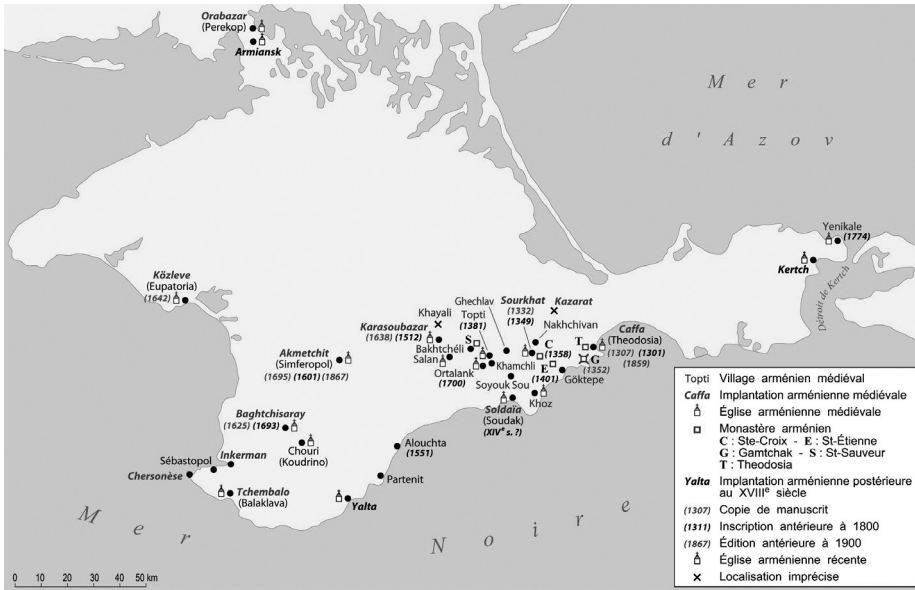 Orabazar
(Perekop)
Armiansk
Mer
d'Azov
Yenikale
(1774)
Kertch
Détroit de Kertch
Közleve
(Eupatoria)
(1642)
Khayali
Karasoubazar
(1638) (1512)
Bakhtchéli
Salan
Ghechlav
Topti
(1381)
Sourkhat
(1332)
(1349)
Kazarat
Nakhchivan
S
C
(1358)
T
Caffa
(Theodosia)
(1307) (1301)
(1859)
G
(1352)
E
(1401)
Göktepe
Khamchli
Ortalank
(1700)
Soyouk Sou
Khoz
Soldaïa
(Soudak)
(XIVe s. ?)
Akmetchit
(Simferopol)
(1695) (1601) (1867)
Baghtchisaray
(1625) (1693)
Chouri
(Koudrino)
Alouchta
(1551)
Partenit
Inkerman
Sébastopol
Chersonèse
Tchembalo
(Balaklava)
Yalta
Mer Noire
0 10 20 30 40 50 km
Topti Village arménien médiéval
Caffa Implantation arménienne médiévale
Église arménienne médiévale
Monastère arménien
C : Ste-Croix - E : St-Étienne
G : Gamtchak - S : St-Sauveur
T : Theodosia
Yalta Implantation arménienne postérieure
au XVIIIe siècle
(1307) Copie de manuscrit
(1311) Inscription antérieure à 1800
(1867) Édition antérieure à 1900
Église arménienne récente
Localisation imprécise